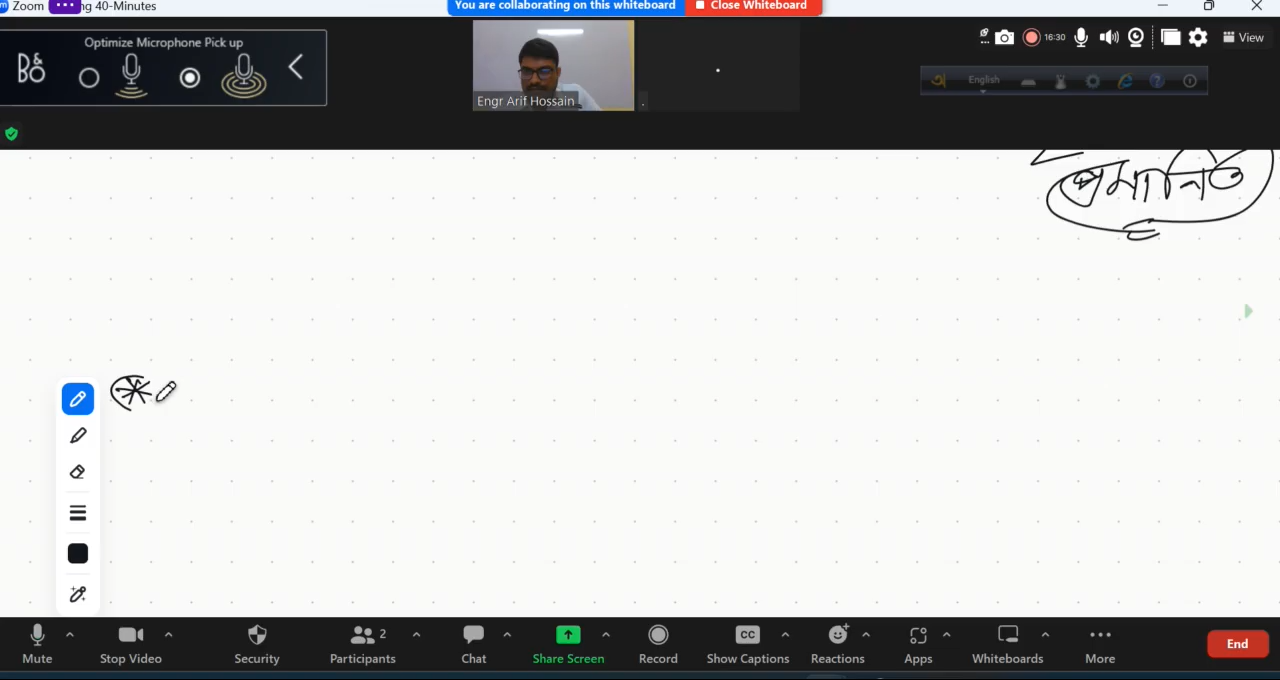 Zoom ng 40-Minutes
You are collaborating on this whiteboard
Close Whiteboard
Optimize Microphone Pick up
B&O
Engr Arif Hossain
16:30
View
English
প্রমানিত
Mute
Stop Video
Security
Participants 2
Chat
Share Screen
Record
CC
Show Captions
Reactions
Apps
Whiteboards
More
End